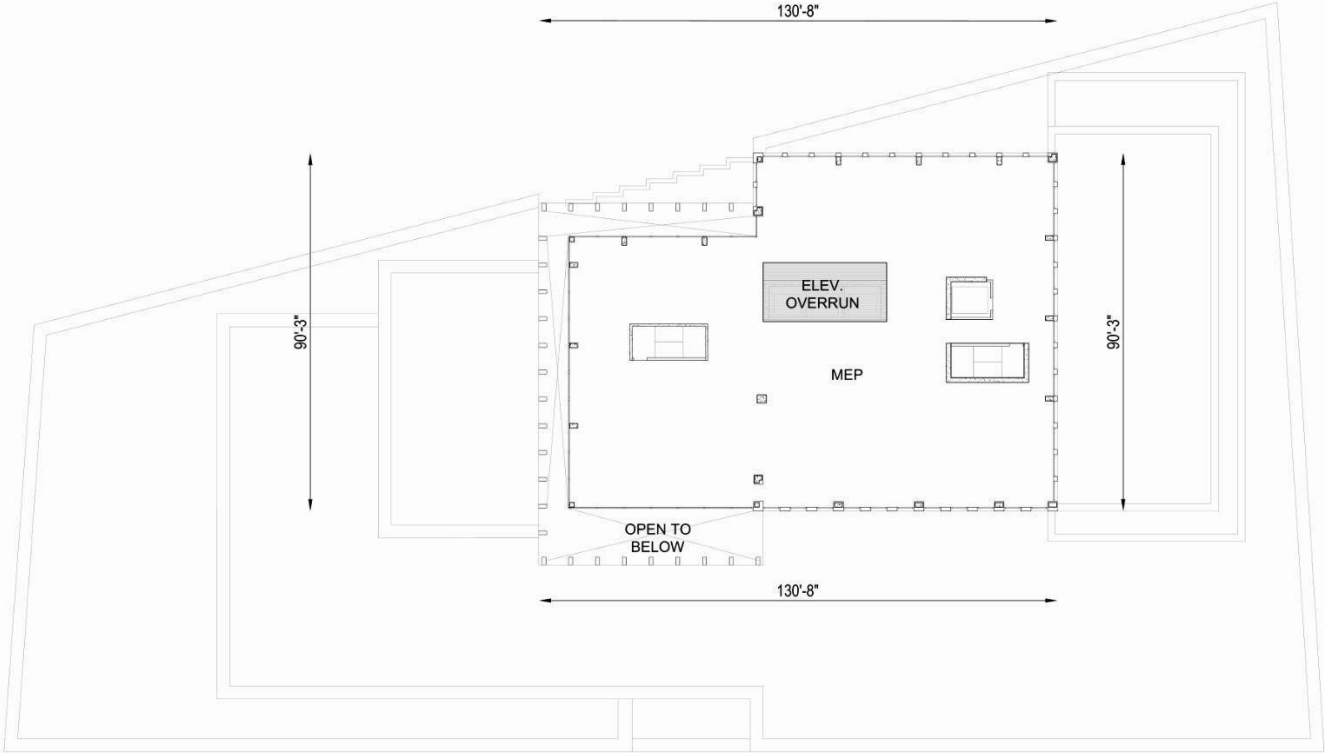 130'-8"
90'-3"
90'-3"
ELEV.
OVERRUN
MEP
OPEN TO
BELOW
130'-8"